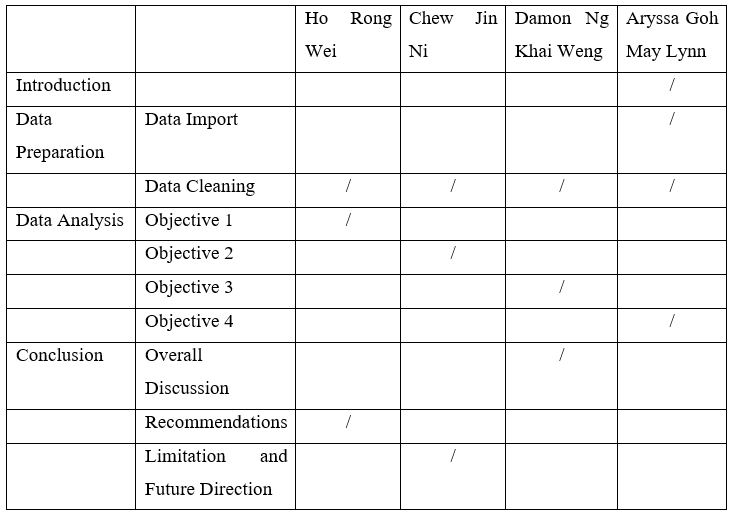 Ho Rong Chew Jin Damon Ng Aryssa Goh
Wei Ni Khai Weng May Lynn
Introduction /
Data Data Import /
Preparation
Data Cleaning / / / /
Data Analysis Objective 1 /
Objective 2 /
Objective 3 /
Objective 4 /
Conclusion Overall /
Discussion
Recommendations /
Limitation and /
Future Direction